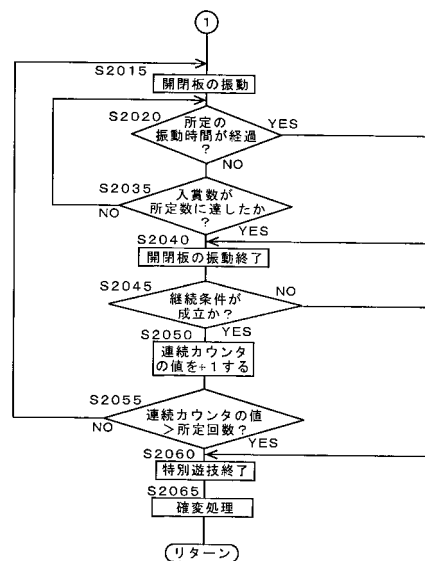 1
S2015
開閉板の振動
S2020
所定の
振動時間が経過
?
YES
NO
S2035
入賞数が
所定数に達したか
?
NO
YES
S2040
開閉板の振動終了
S2045
継続条件が
成立か?
NO
YES
S2050
連続カウンタ
の値を+1する
S2055
連続カウンタの値
>所定回数?
NO
YES
S2060
特別遊技終了
S2065
確変処理
リターン